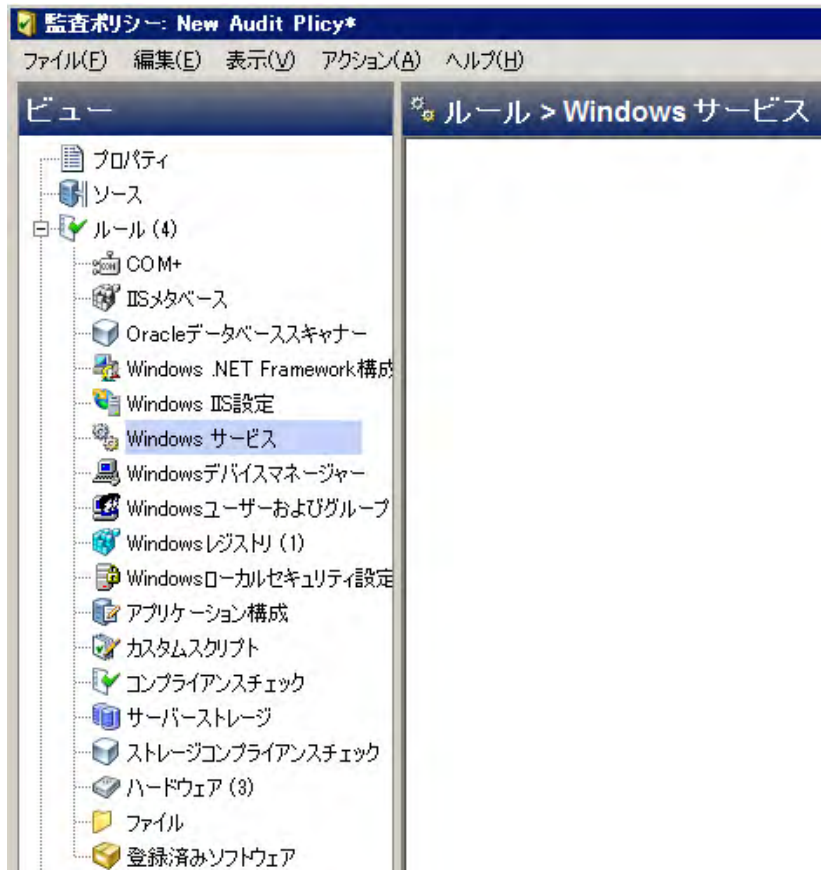 監査ポリシー: New Audit Plicy*
ファイル(F) 編集(E) 表示(V) アクション(A) ヘルプ(H)
ビュー
ルール > Windows サービス
プロパティ
ソース
ルール (4)
COM+
IISメタベース
Oracleデータベーススキャナー
Windows .NET Framework構成
Windows IIS設定
Windows サービス
Windowsデバイスマネージャー
Windowsユーザーおよびグループ
Windowsレジストリ (1)
Windowsローカルセキュリティ設定
アプリケーション構成
カスタムスクリプト
コンプライアンスチェック
サーバーストレージ
ストレージコンプライアンスチェック
ハードウェア (3)
ファイル
登録済みソフトウェア